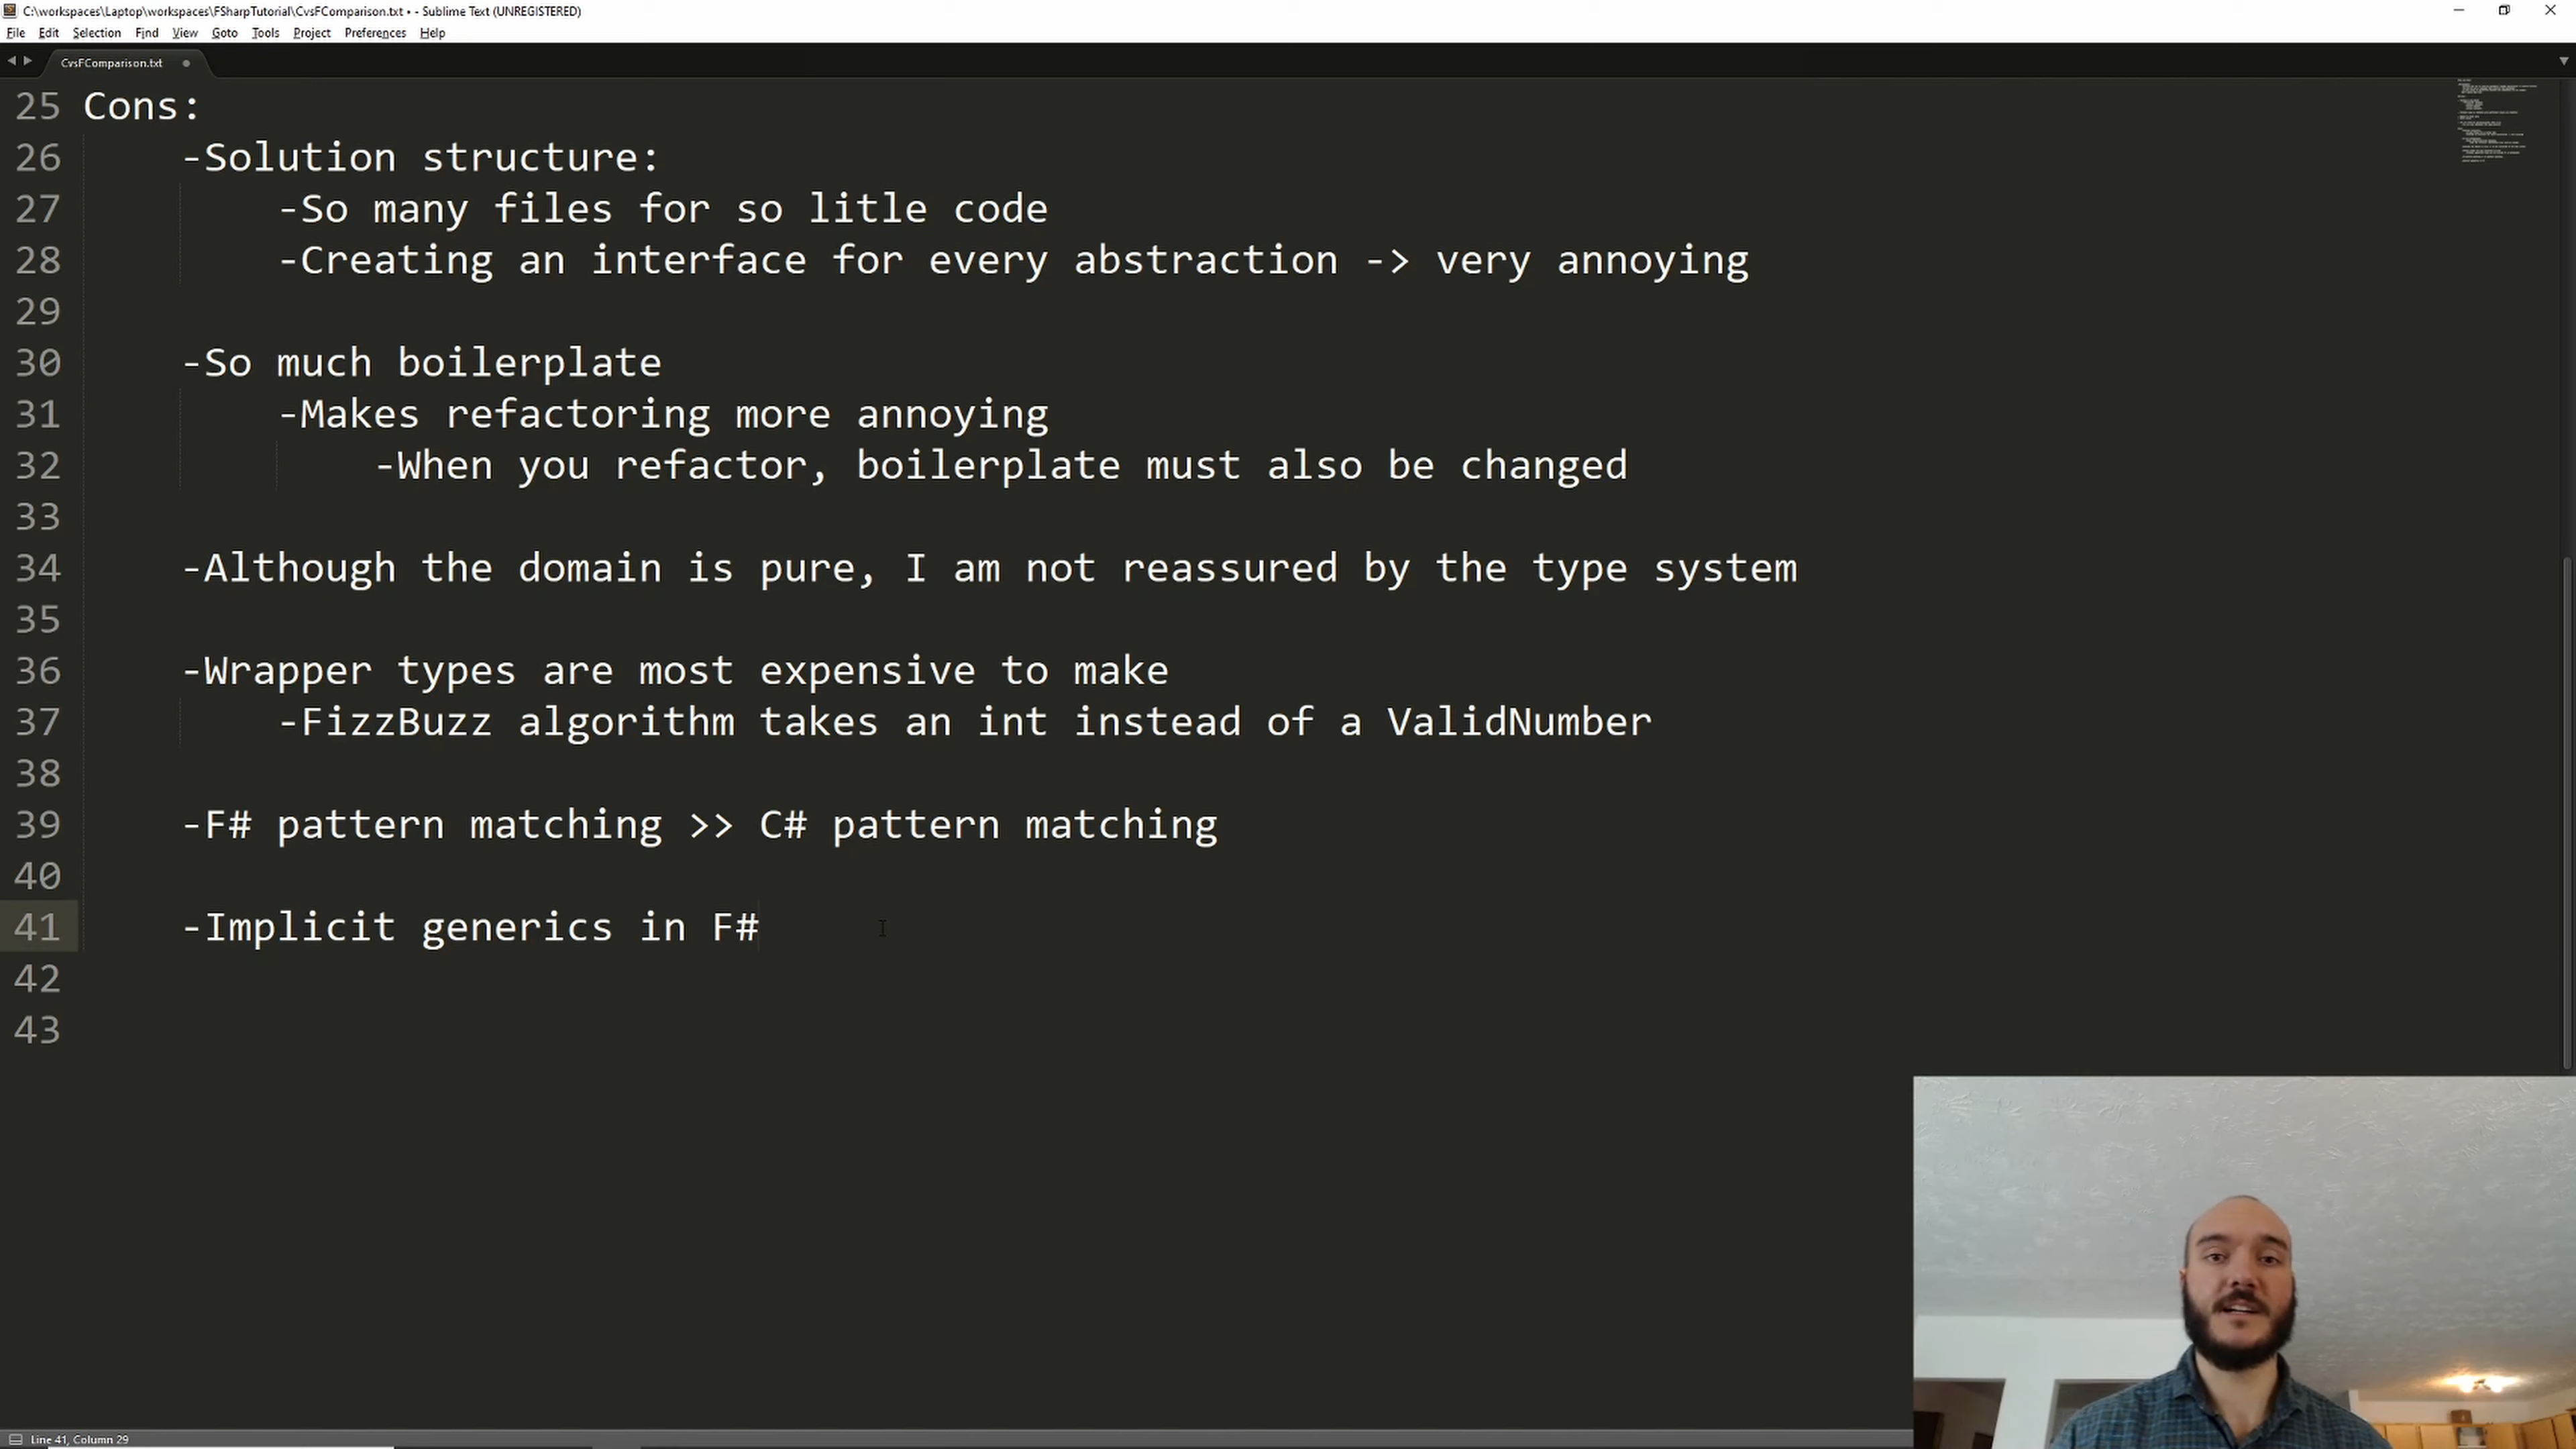 C:\workspaces\Laptop\workspaces\FSharpTutorial\CvsFComparison.txt • - Sublime Text (UNREGISTERED)
File Edit Selection Find View Goto Tools Project Preferences Help
CvsFComparison.txt
25 Cons:
26 -Solution structure:
27 -So many files for so litle code
28 -Creating an interface for every abstraction -> very annoying
29
30 -So much boilerplate
31 -Makes refactoring more annoying
32 -When you refactor, boilerplate must also be changed
33
34 -Although the domain is pure, I am not reassured by the type system
35
36 -Wrapper types are most expensive to make
37 -FizzBuzz algorithm takes an int instead of a ValidNumber
38
39 -F# pattern matching >> C# pattern matching
40
41 -Implicit generics in F#
42
43
Line 41, Column 29